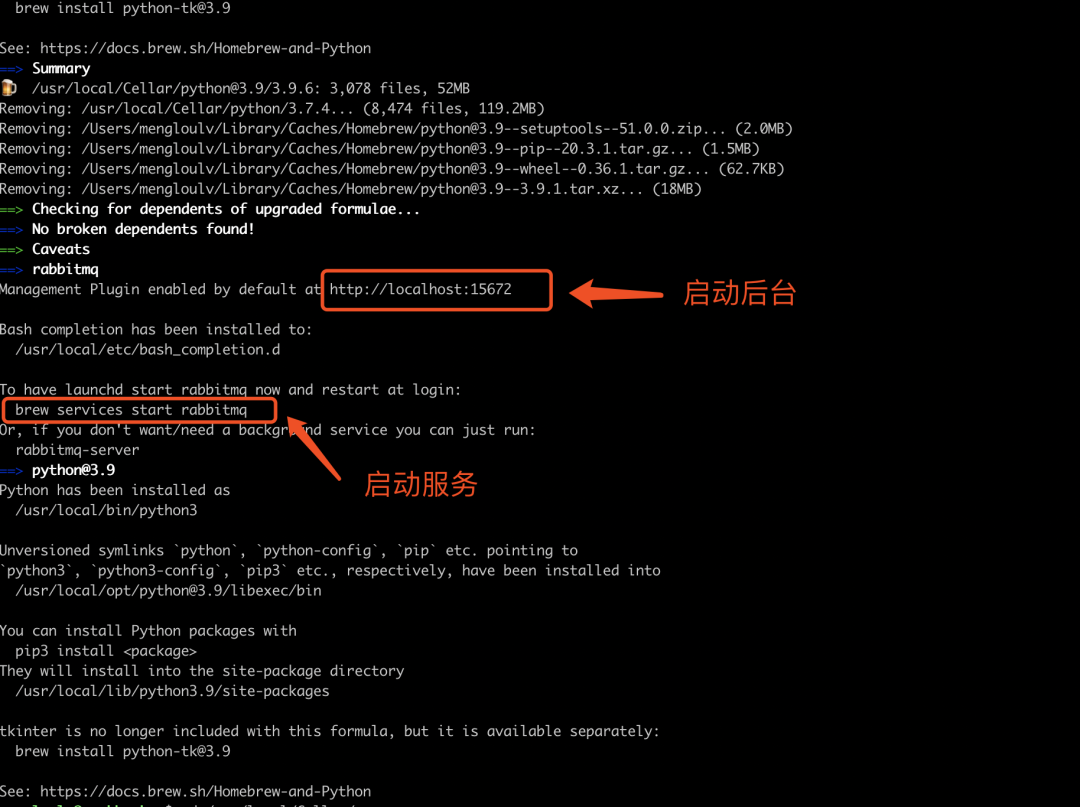 brew install python-tk@3.9
See: https://docs.brew.sh/Homebrew-and-Python
==> Summary
🍺 /usr/local/Cellar/python@3.9/3.9.6: 3,078 files, 52MB
Removing: /usr/local/Cellar/python/3.7.4... (8,474 files, 119.2MB)
Removing: /Users/mengloulv/Library/Caches/Homebrew/python@3.9--setuptools--51.0.0.zip... (2.0MB)
Removing: /Users/mengloulv/Library/Caches/Homebrew/python@3.9--pip--20.3.1.tar.gz... (1.5MB)
Removing: /Users/mengloulv/Library/Caches/Homebrew/python@3.9--wheel--0.36.1.tar.gz... (62.7KB)
Removing: /Users/mengloulv/Library/Caches/Homebrew/python@3.9--3.9.1.tar.xz... (18MB)
==> Checking for dependents of upgraded formulae...
==> No broken dependents found!
==> Caveats
==> rabbitmq
Management Plugin enabled by default at http://localhost:15672
启动后台
Bash completion has been installed to:
/usr/local/etc/bash_completion.d
To have launchd start rabbitmq now and restart at login:
brew services start rabbitmq
Or, if you don't want/need a background service you can just run:
rabbitmq-server
==> python@3.9
启动服务
Python has been installed as
/usr/local/bin/python3
Unversioned symlinks `python`, `python-config`, `pip` etc. pointing to
`python3`, `python3-config`, `pip3` etc., respectively, have been installed into
/usr/local/opt/python@3.9/libexec/bin
You can install Python packages with
pip3 install <package>
They will install into the site-package directory
/usr/local/lib/python3.9/site-packages
tkinter is no longer included with this formula, but it is available separately:
brew install python-tk@3.9
See: https://docs.brew.sh/Homebrew-and-Python